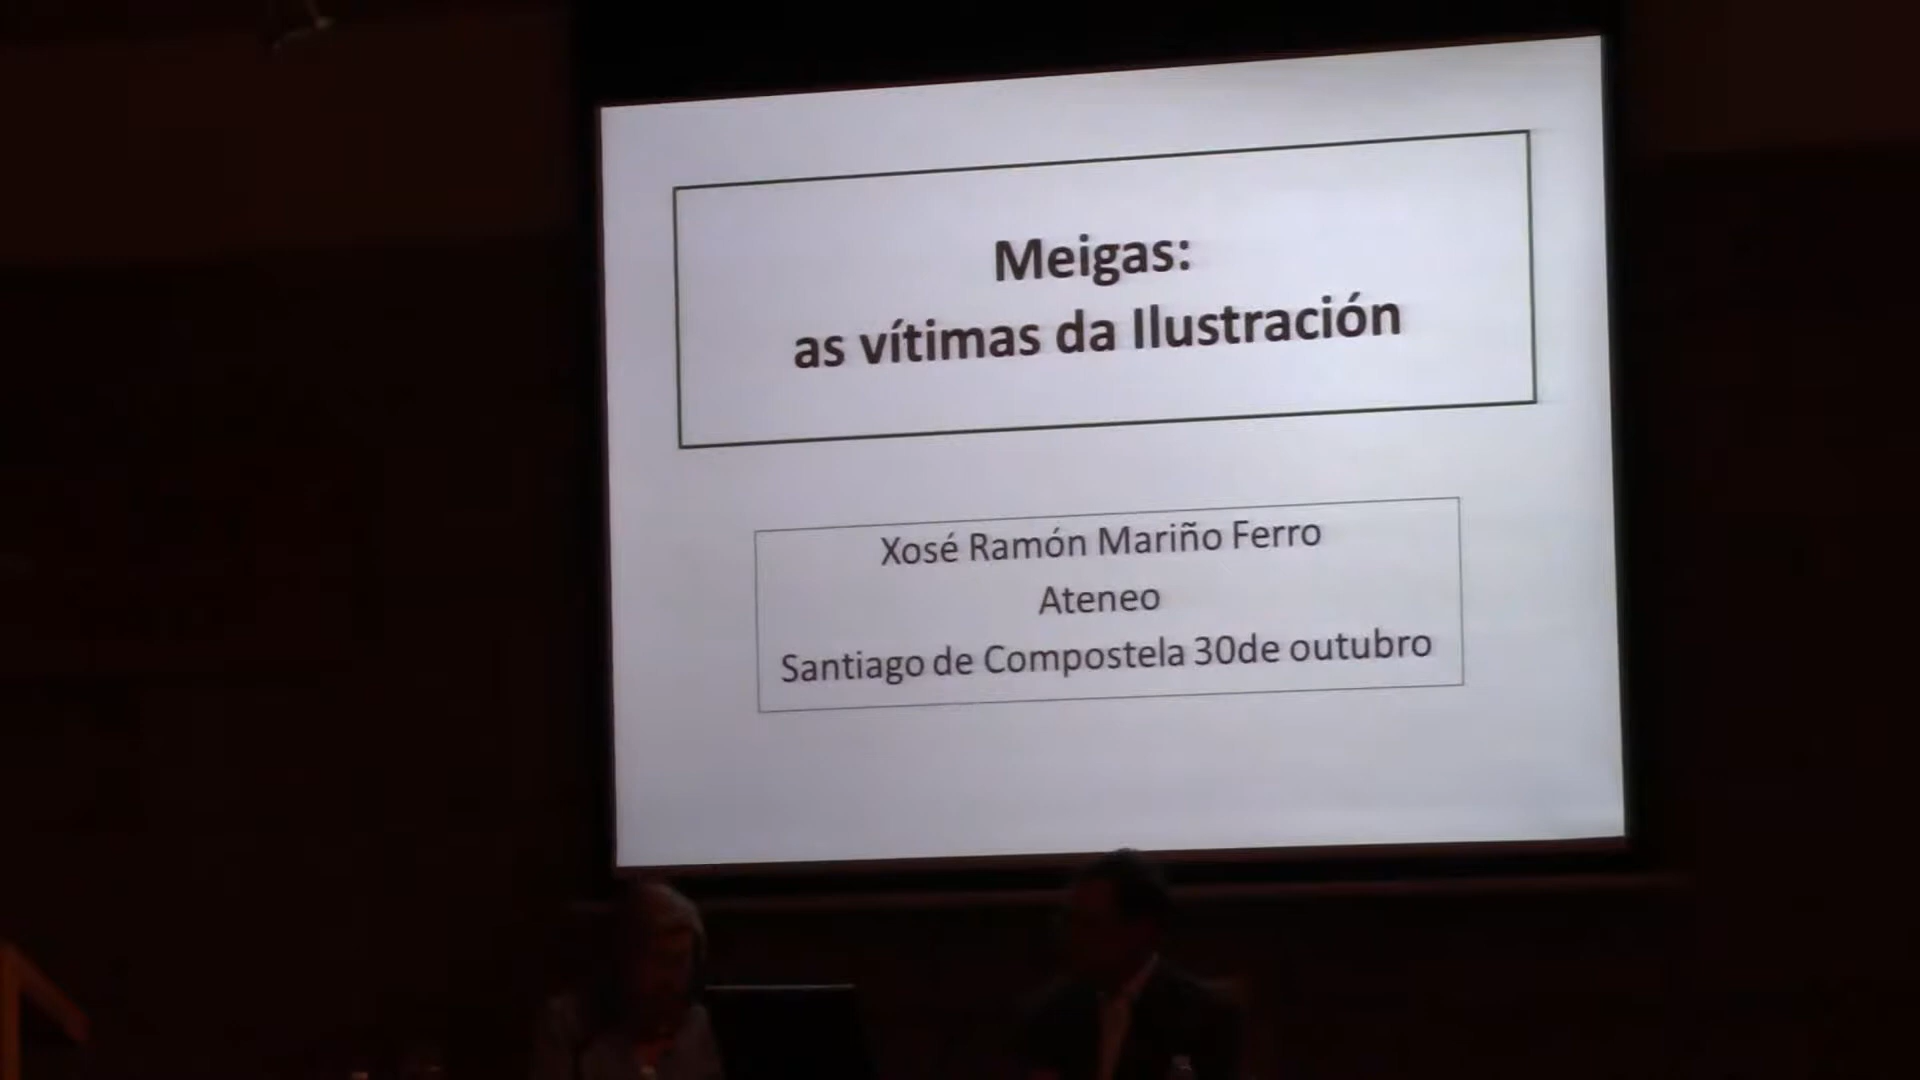 Meigas:
as vítimas da Ilustración
Xosé Ramón Mariño Ferro
Ateneo
Santiago de Compostela 30de outubro